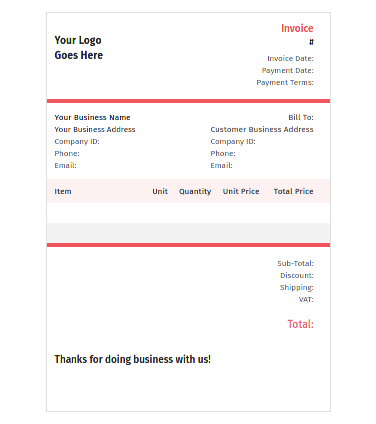 Invoice
#
Your Logo
Goes Here
Invoice Date:
Payment Date:
Payment Terms:
Your Business Name
Your Business Address
Company ID:
Phone:
Email:
Bill To:
Customer Business Address
Company ID:
Phone:
Email:
Item Unit Quantity Unit Price Total Price
Sub-Total:
Discount:
Shipping:
VAT:
Total:
Thanks for doing business with us!